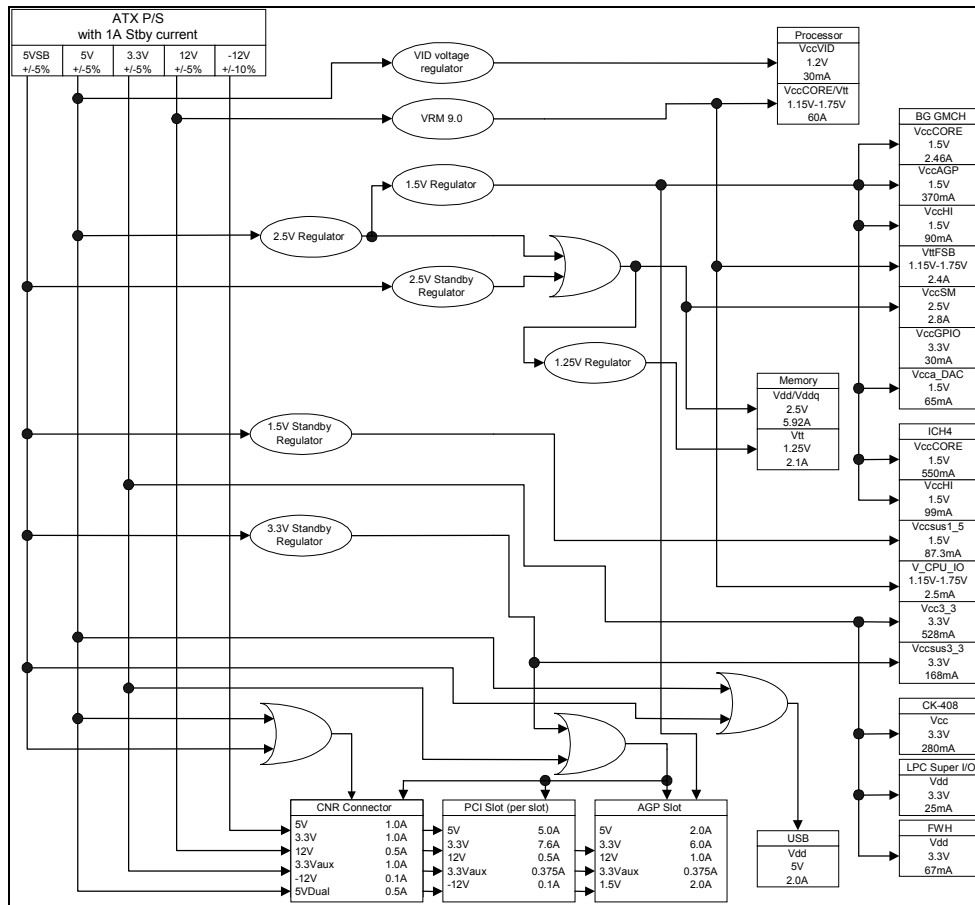 ATX P/S
with 1A Stby current
5VSB
+/-5%
5V
+/-5%
3.3V
+/-5%
12V
+/-5%
-12V
+/-10%
VID voltage
regulator
VRM 9.0
1.5V Regulator
2.5V Regulator
2.5V Standby
Regulator
1.25V Regulator
1.5V Standby
Regulator
3.3V Standby
Regulator
Processor
VccVID
1.2V
30mA
VccCORE/Vtt
1.15V-1.75V
60A
BG GMCH
VccCORE
1.5V
2.46A
VccAGP
1.5V
370mA
VccHI
1.5V
90mA
VttFSB
1.15V-1.75V
2.4A
VccSM
2.5V
2.8A
VccGPIO
3.3V
30mA
Vcca_DAC
1.5V
65mA
Memory
Vdd/Vddq
2.5V
5.92A
Vtt
1.25V
2.1A
ICH4
VccCORE
1.5V
550mA
VccHI
1.5V
99mA
Vccsus1_5
1.5V
87.3mA
V_CPU_IO
1.15V-1.75V
2.5mA
Vcc3_3
3.3V
528mA
Vccsus3_3
3.3V
168mA
CK-408
Vcc
3.3V
280mA
LPC Super I/O
Vdd
3.3V
25mA
FWH
Vdd
3.3V
67mA
CNR Connector
5V 1.0A
3.3V 1.0A
12V 0.5A
3.3Vaux 1.0A
-12V 0.1A
5VDual 0.5A
PCI Slot (per slot)
5V 5.0A
3.3V 7.6A
12V 0.5A
3.3Vaux 0.375A
-12V 0.1A
AGP Slot
5V 2.0A
3.3V 6.0A
12V 1.0A
3.3Vaux 0.375A
1.5V 2.0A
USB
Vdd
5V
2.0A